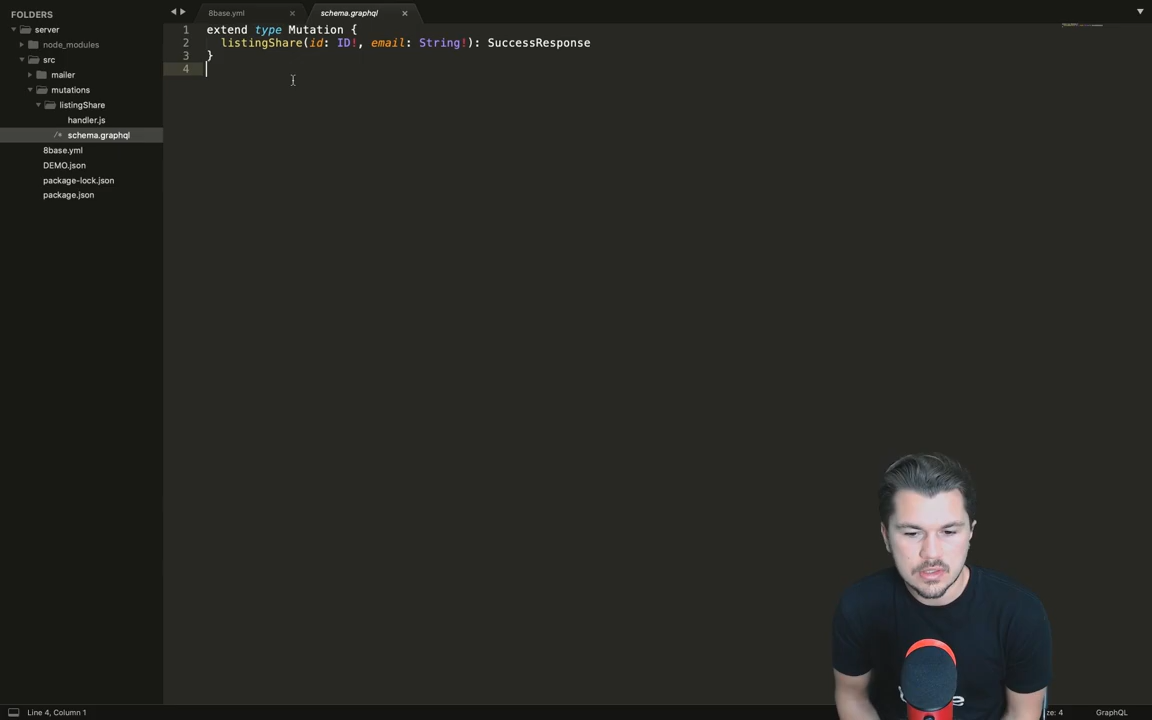 FOLDERS
server
node_modules
src
mailer
mutations
listingShare
handler.js
/* schema.graphql
8base.yml
DEMO.json
package-lock.json
package.json
8base.yml
schema.graphql
1 extend type Mutation {
2 listingShare(id: ID!, email: String!): SuccessResponse
3 }
4
Line 4, Column 1
ze: 4
GraphQL